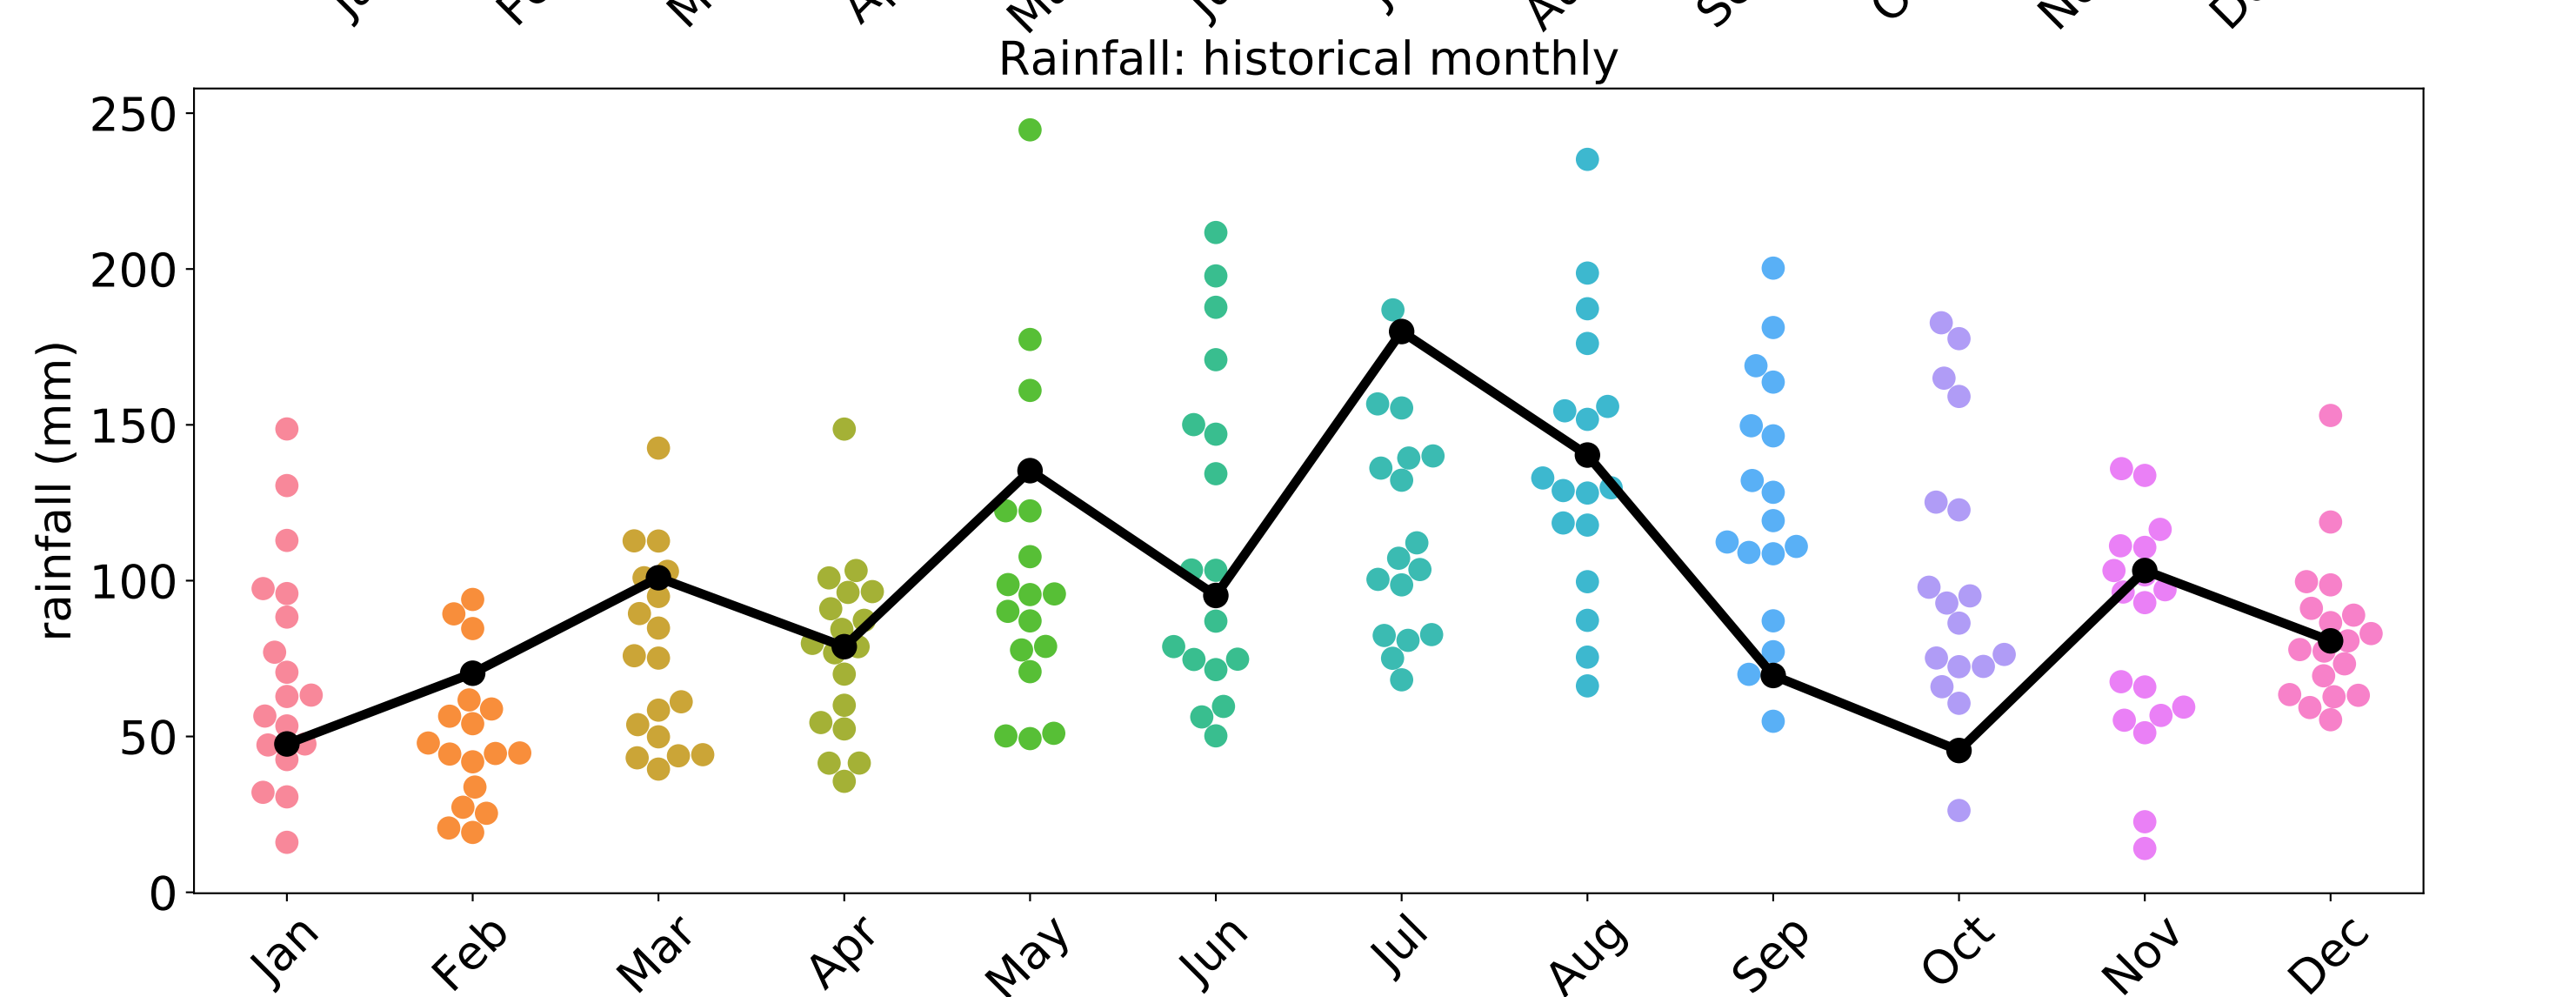 Rainfall: historical monthly
rainfall (mm)
250
200
150
100
50
0
Jan
Feb
Mar
Apr
May
Jun
Jul
Aug
Sep
Oct
Nov
Dec